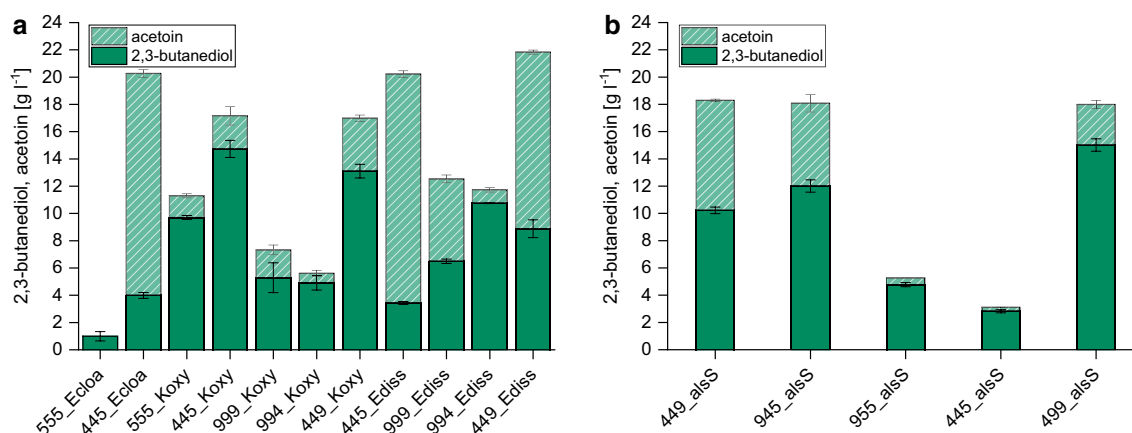 a
2,3-butanediol, acetoin [g l⁻¹]
24
22
20
18
16
14
12
10
8
6
4
2
0
acetoin
2,3-butanediol
555_Ecloa
445_Ecloa
555_Koxy
445_Koxy
999_Koxy
994_Koxy
449_Koxy
445_Ediss
999_Ediss
994_Ediss
449_Ediss
b
2,3-butanediol, acetoin [g l⁻¹]
24
22
20
18
16
14
12
10
8
6
4
2
0
acetoin
2,3-butanediol
449_alsS
945_alsS
955_alsS
445_alsS
499_alsS